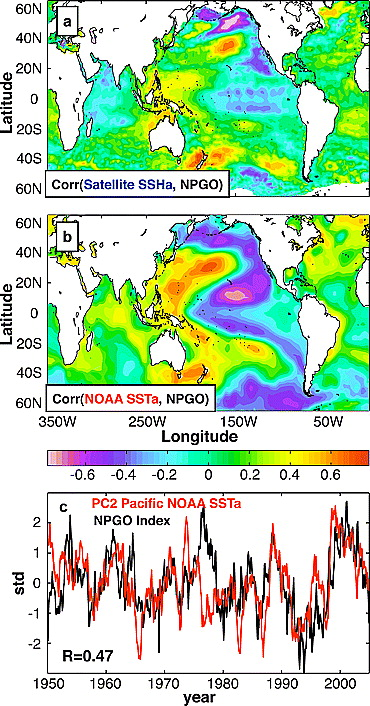 60N
40N
20N
0
20S
40S
60S
Latitude
a
Corr(Satellite SSHa, NPGO)
60N
40N
20N
0
20S
40S
60S
Latitude
b
Corr(NOAA SSTa, NPGO)
350W 250W 150W 50W
Longitude
-0.6 -0.4 -0.2 0 0.2 0.4 0.6
c
PC2 Pacific NOAA SSTa
NPGO Index
2
1
0
-1
-2
std
R=0.47
1950 1960 1970 1980 1990 2000
year